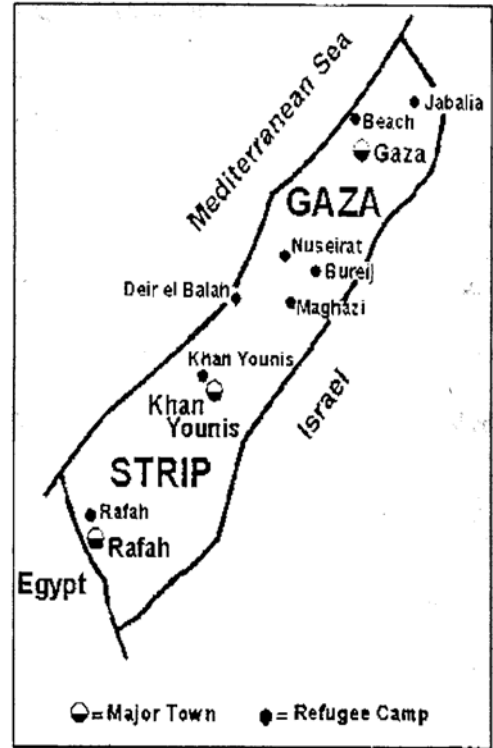 Mediterranean Sea
Jabalia
Beach
Gaza
GAZA
Nuseirat
Bureij
Deir el Balah
Maghazi
Khan Younis
Khan
Younis
Israel
STRIP
Rafah
Rafah
Egypt
= Major Town
= Refugee Camp